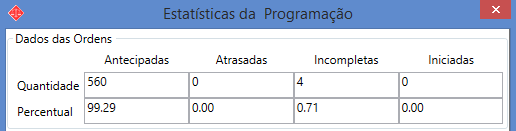 Estatísticas da Programação
Dados das Ordens
Antecipadas Atrasadas Incompletas Iniciadas
Quantidade 560 0 4 0
Percentual 99.29 0.00 0.71 0.00